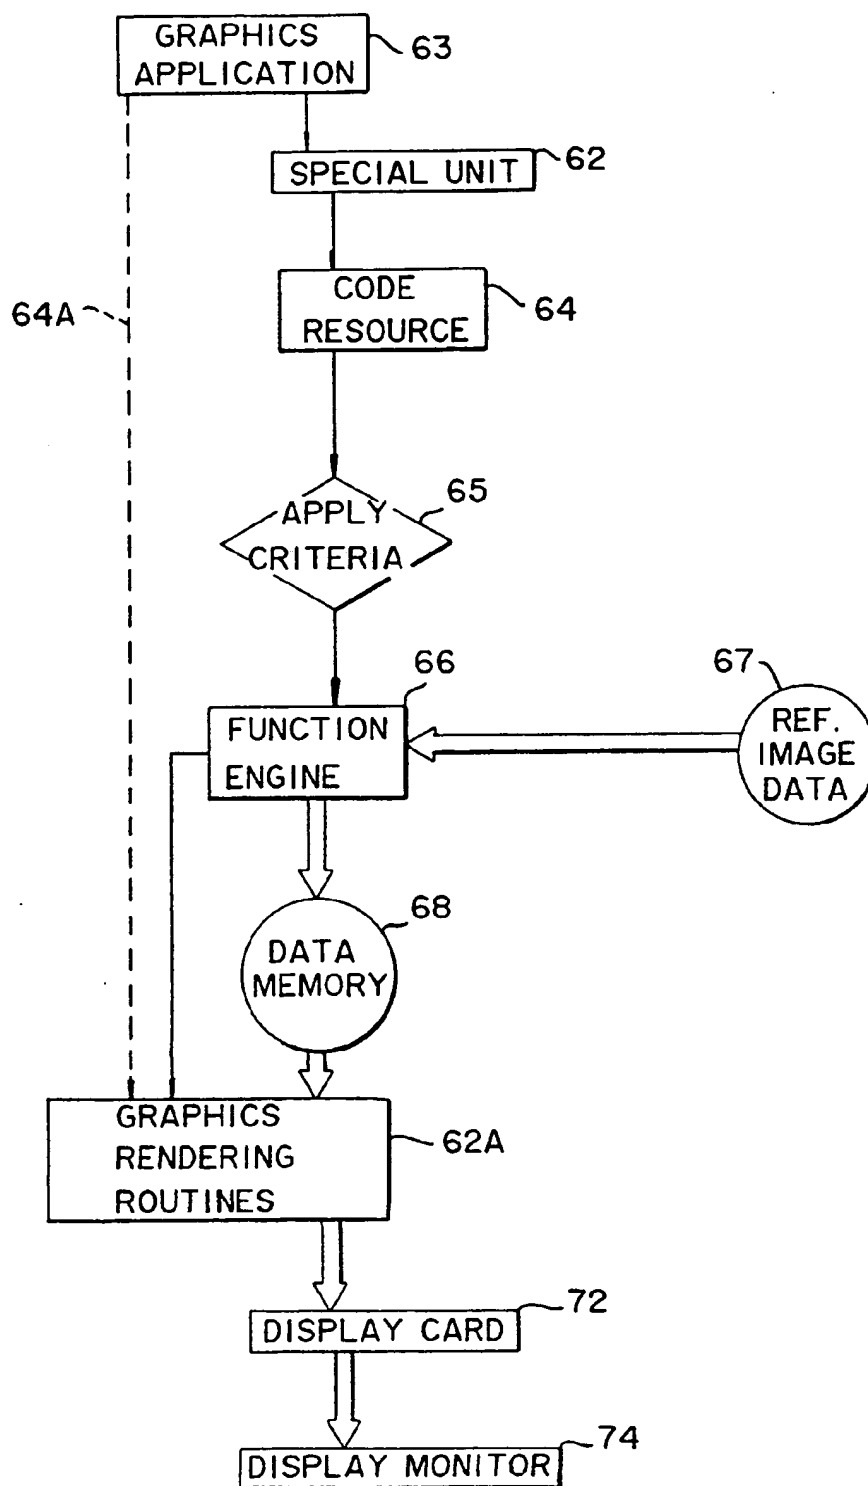 GRAPHICS
APPLICATION
63
SPECIAL UNIT
62
CODE
RESOURCE
64
64A
APPLY
CRITERIA
65
FUNCTION
ENGINE
66
REF.
IMAGE
DATA
67
DATA
MEMORY
68
GRAPHICS
RENDERING
ROUTINES
62A
DISPLAY CARD
72
DISPLAY MONITOR
74